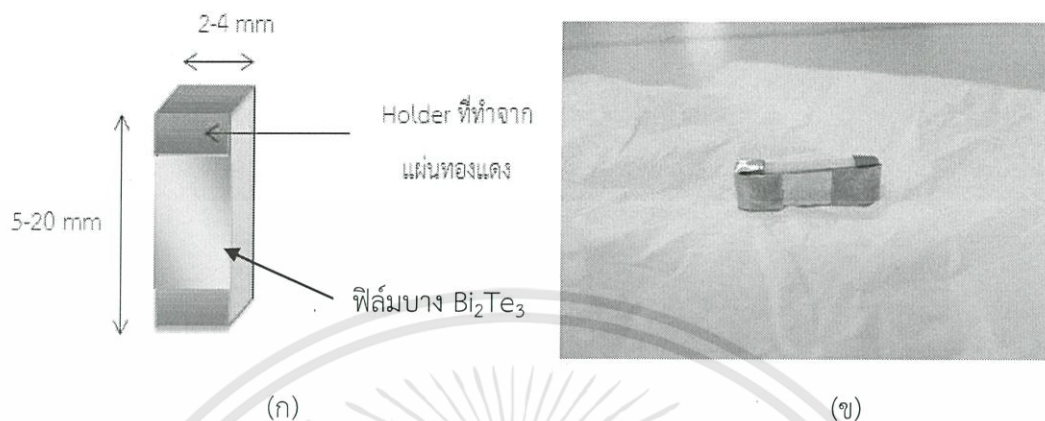 2-4 mm
Holder ที่ทำจาก
แผ่นทองแดง
5-20 mm
ฟิล์มบาง Bi₂Te₃
(ก)
(ข)